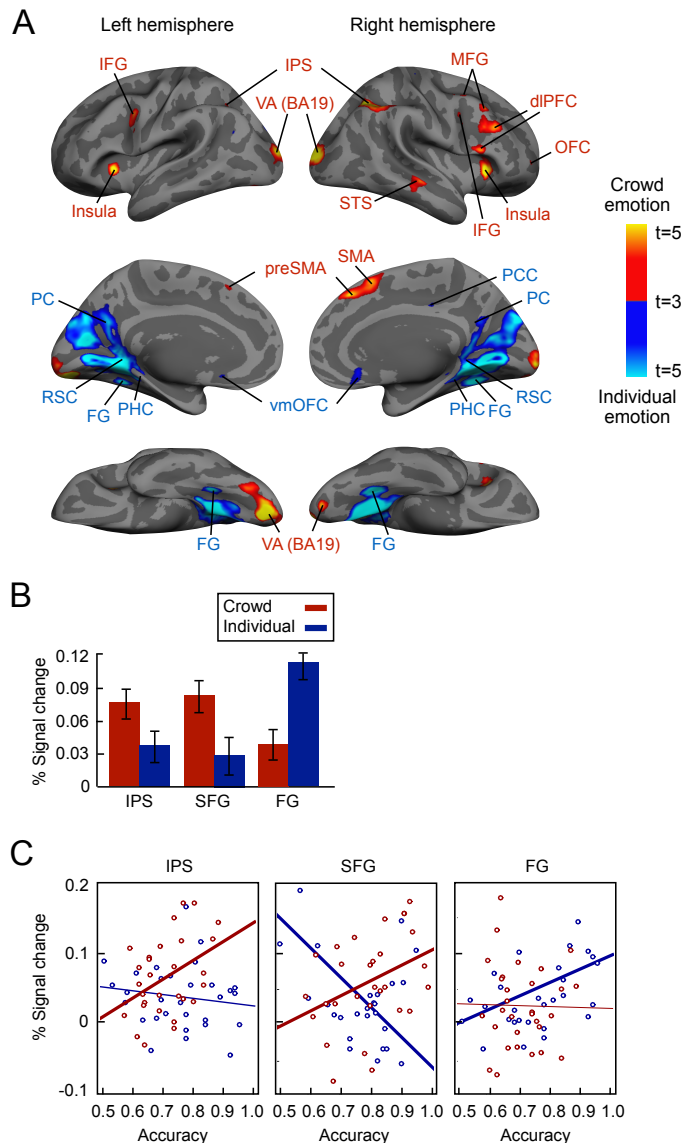 A
Left hemisphere Right hemisphere
IFG IPS MFG
VA (BA19) dlPFC
OFC
Insula STS IFG Insula
Crowd
emotion
t=5
t=3
t=5
Individual
emotion
preSMA SMA
PC PCC PC
RSC FG PHC vmOFC PHC FG RSC
FG VA (BA19) FG
B
Crowd
Individual
% Signal change
0.12
0.09
0.06
0.03
0
IPS SFG FG
C
IPS SFG FG
% Signal change
0.2
0.1
0
-0.1
0.5 0.6 0.7 0.8 0.9 1.0 0.5 0.6 0.7 0.8 0.9 1.0 0.5 0.6 0.7 0.8 0.9 1.0
Accuracy Accuracy Accuracy